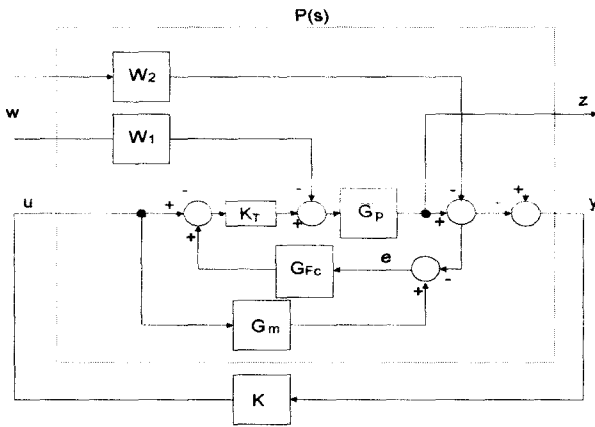 P(s)
W2
z
w
W1
- - -
u + - + KT + Gp + - + y
+ e + -
GFc
Gm
K